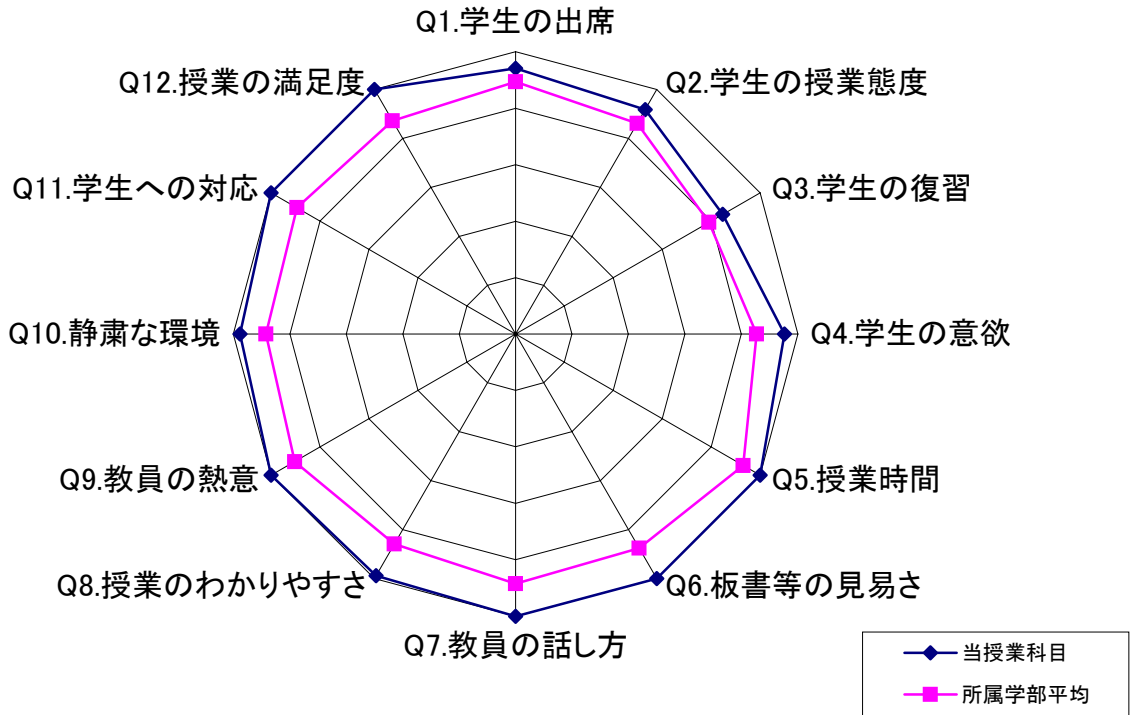 Q1.学生の出席
Q2.学生の授業態度
Q3.学生の復習
Q4.学生の意欲
Q5.授業時間
Q6.板書等の見易さ
Q7.教員の話し方
Q8.授業のわかりやすさ
Q9.教員の熱意
Q10.静粛な環境
Q11.学生への対応
Q12.授業の満足度
当授業科目
所属学部平均